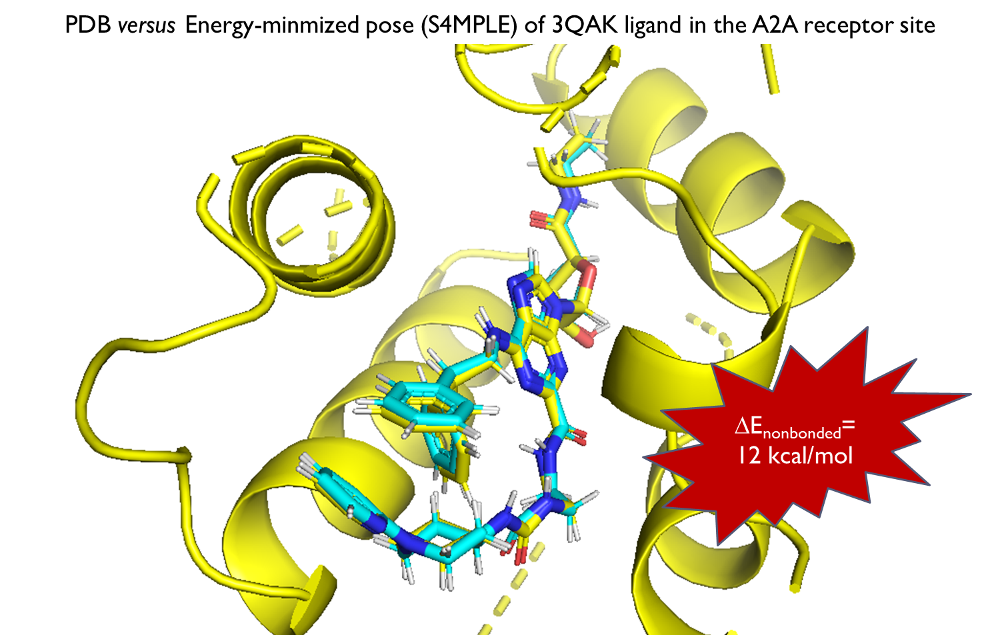 PDB versus Energy-minmized pose (S4MPLE) of 3QAK ligand in the A2A receptor site
ΔEnonbonded=
12 kcal/mol